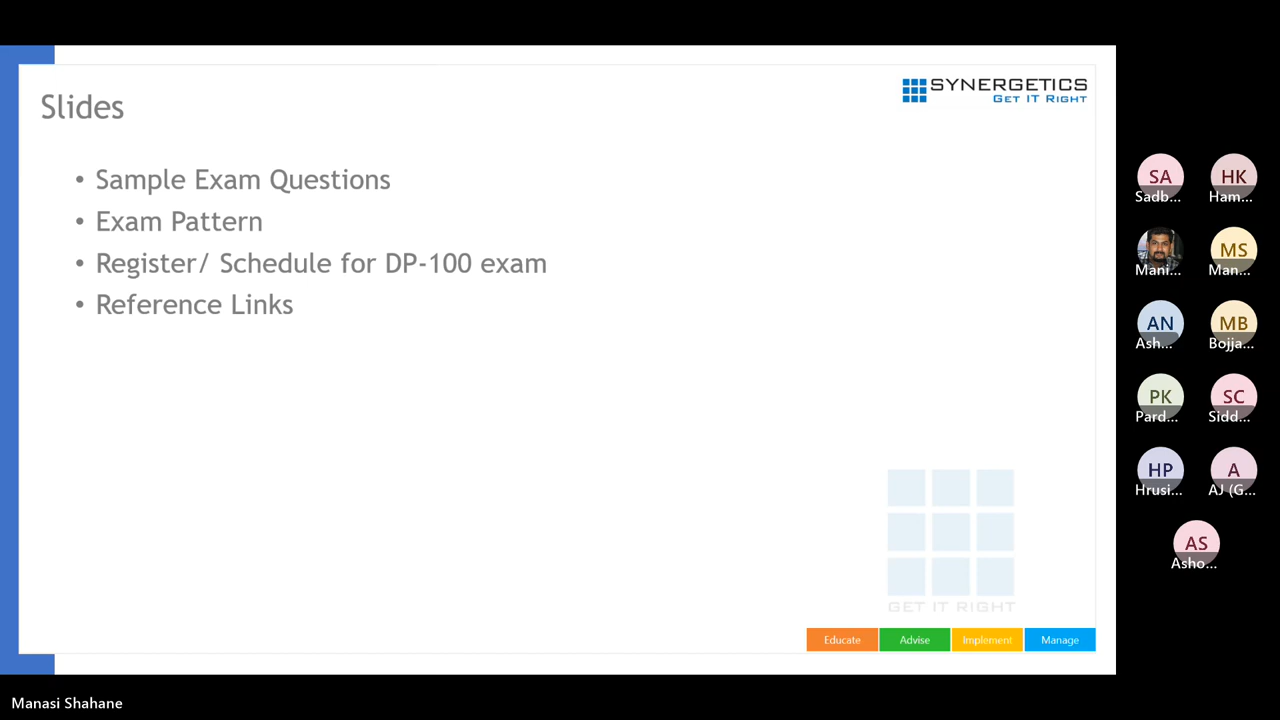 SYNERGETICS
GET IT RIGHT
Slides
• Sample Exam Questions
• Exam Pattern
• Register/ Schedule for DP-100 exam
• Reference Links
GET IT RIGHT
Educate
Advise
Implement
Manage
SA
Sadb...
HK
Ham...
Mani...
MS
Man...
AN
Ash...
MB
Bojja...
PK
Pard...
SC
Sidd...
HP
Hrusi...
A
AJ (G...
AS
Asho...
Manasi Shahane